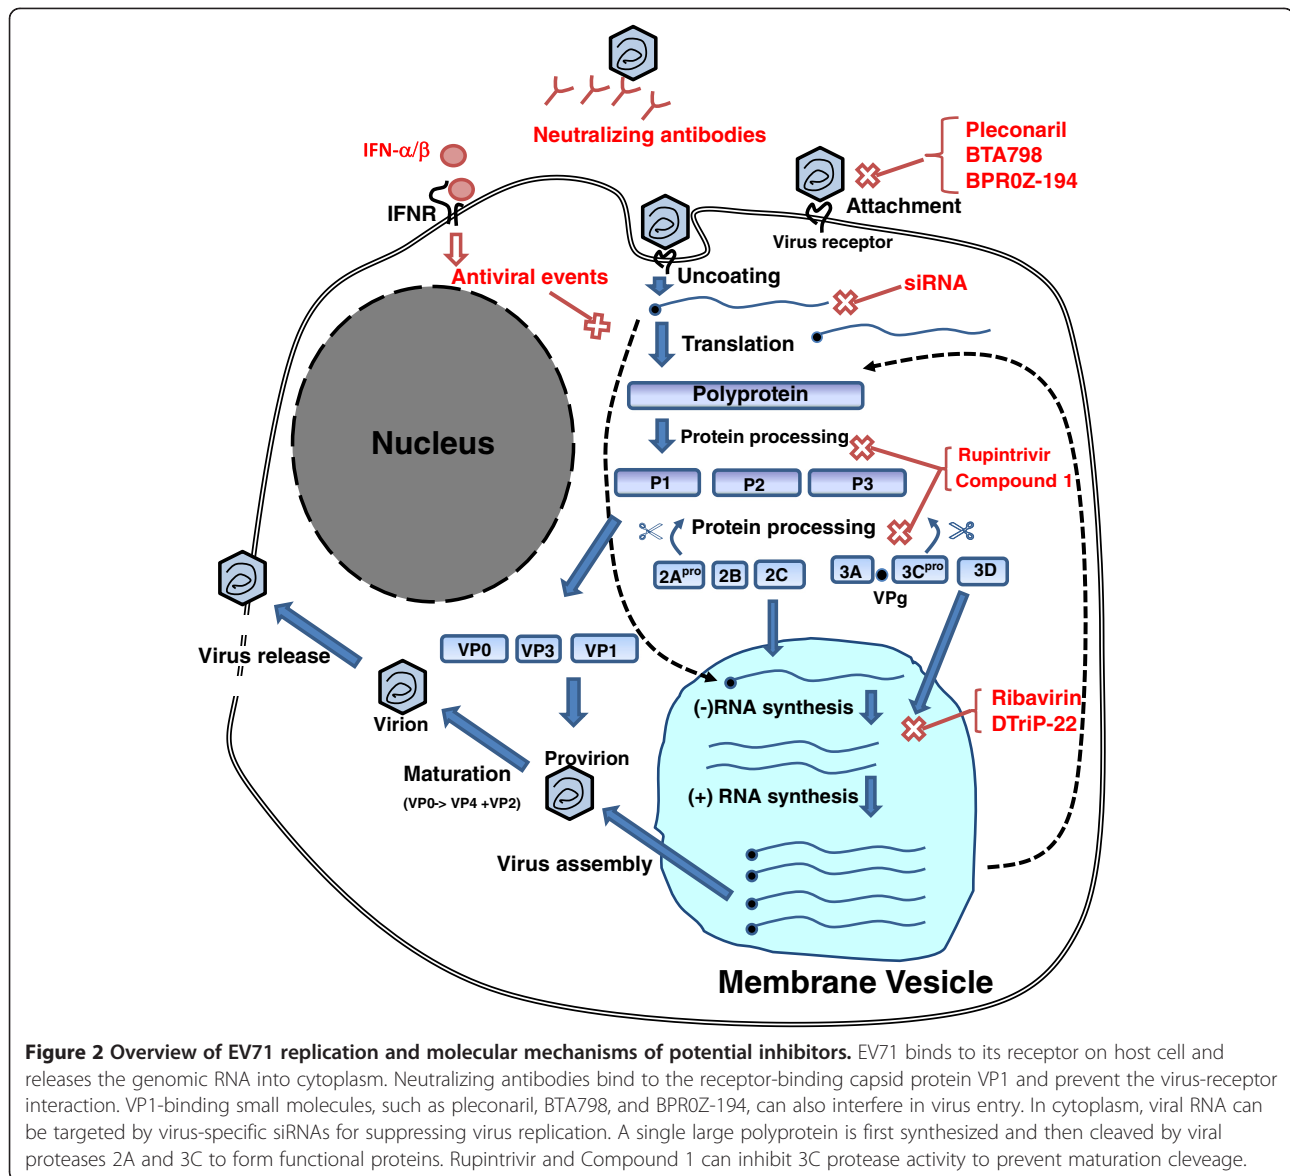 Neutralizing antibodies
IFN-α/β
IFNR
Pleconaril
BTA798
BPR0Z-194
Attachment
Virus receptor
Antiviral events
Uncoating
siRNA
Translation
Polyprotein
Nucleus
Protein processing
Rupintrivir
Compound 1
P1 P2 P3
Protein processing
2Apro 2B 2C 3A 3Cpro 3D
VPg
VP0 VP3 VP1
Virus release
Virion
(-)RNA synthesis
Ribavirin
DTriP-22
Provirion
Maturation
(VP0-> VP4 +VP2)
(+) RNA synthesis
Virus assembly
Membrane Vesicle
Figure 2 Overview of EV71 replication and molecular mechanisms of potential inhibitors. EV71 binds to its receptor on host cell and
releases the genomic RNA into cytoplasm. Neutralizing antibodies bind to the receptor-binding capsid protein VP1 and prevent the virus-receptor
interaction. VP1-binding small molecules, such as pleconaril, BTA798, and BPR0Z-194, can also interfere in virus entry. In cytoplasm, viral RNA can
be targeted by virus-specific siRNAs for suppressing virus replication. A single large polyprotein is first synthesized and then cleaved by viral
proteases 2A and 3C to form functional proteins. Rupintrivir and Compound 1 can inhibit 3C protease activity to prevent maturation cleveage.